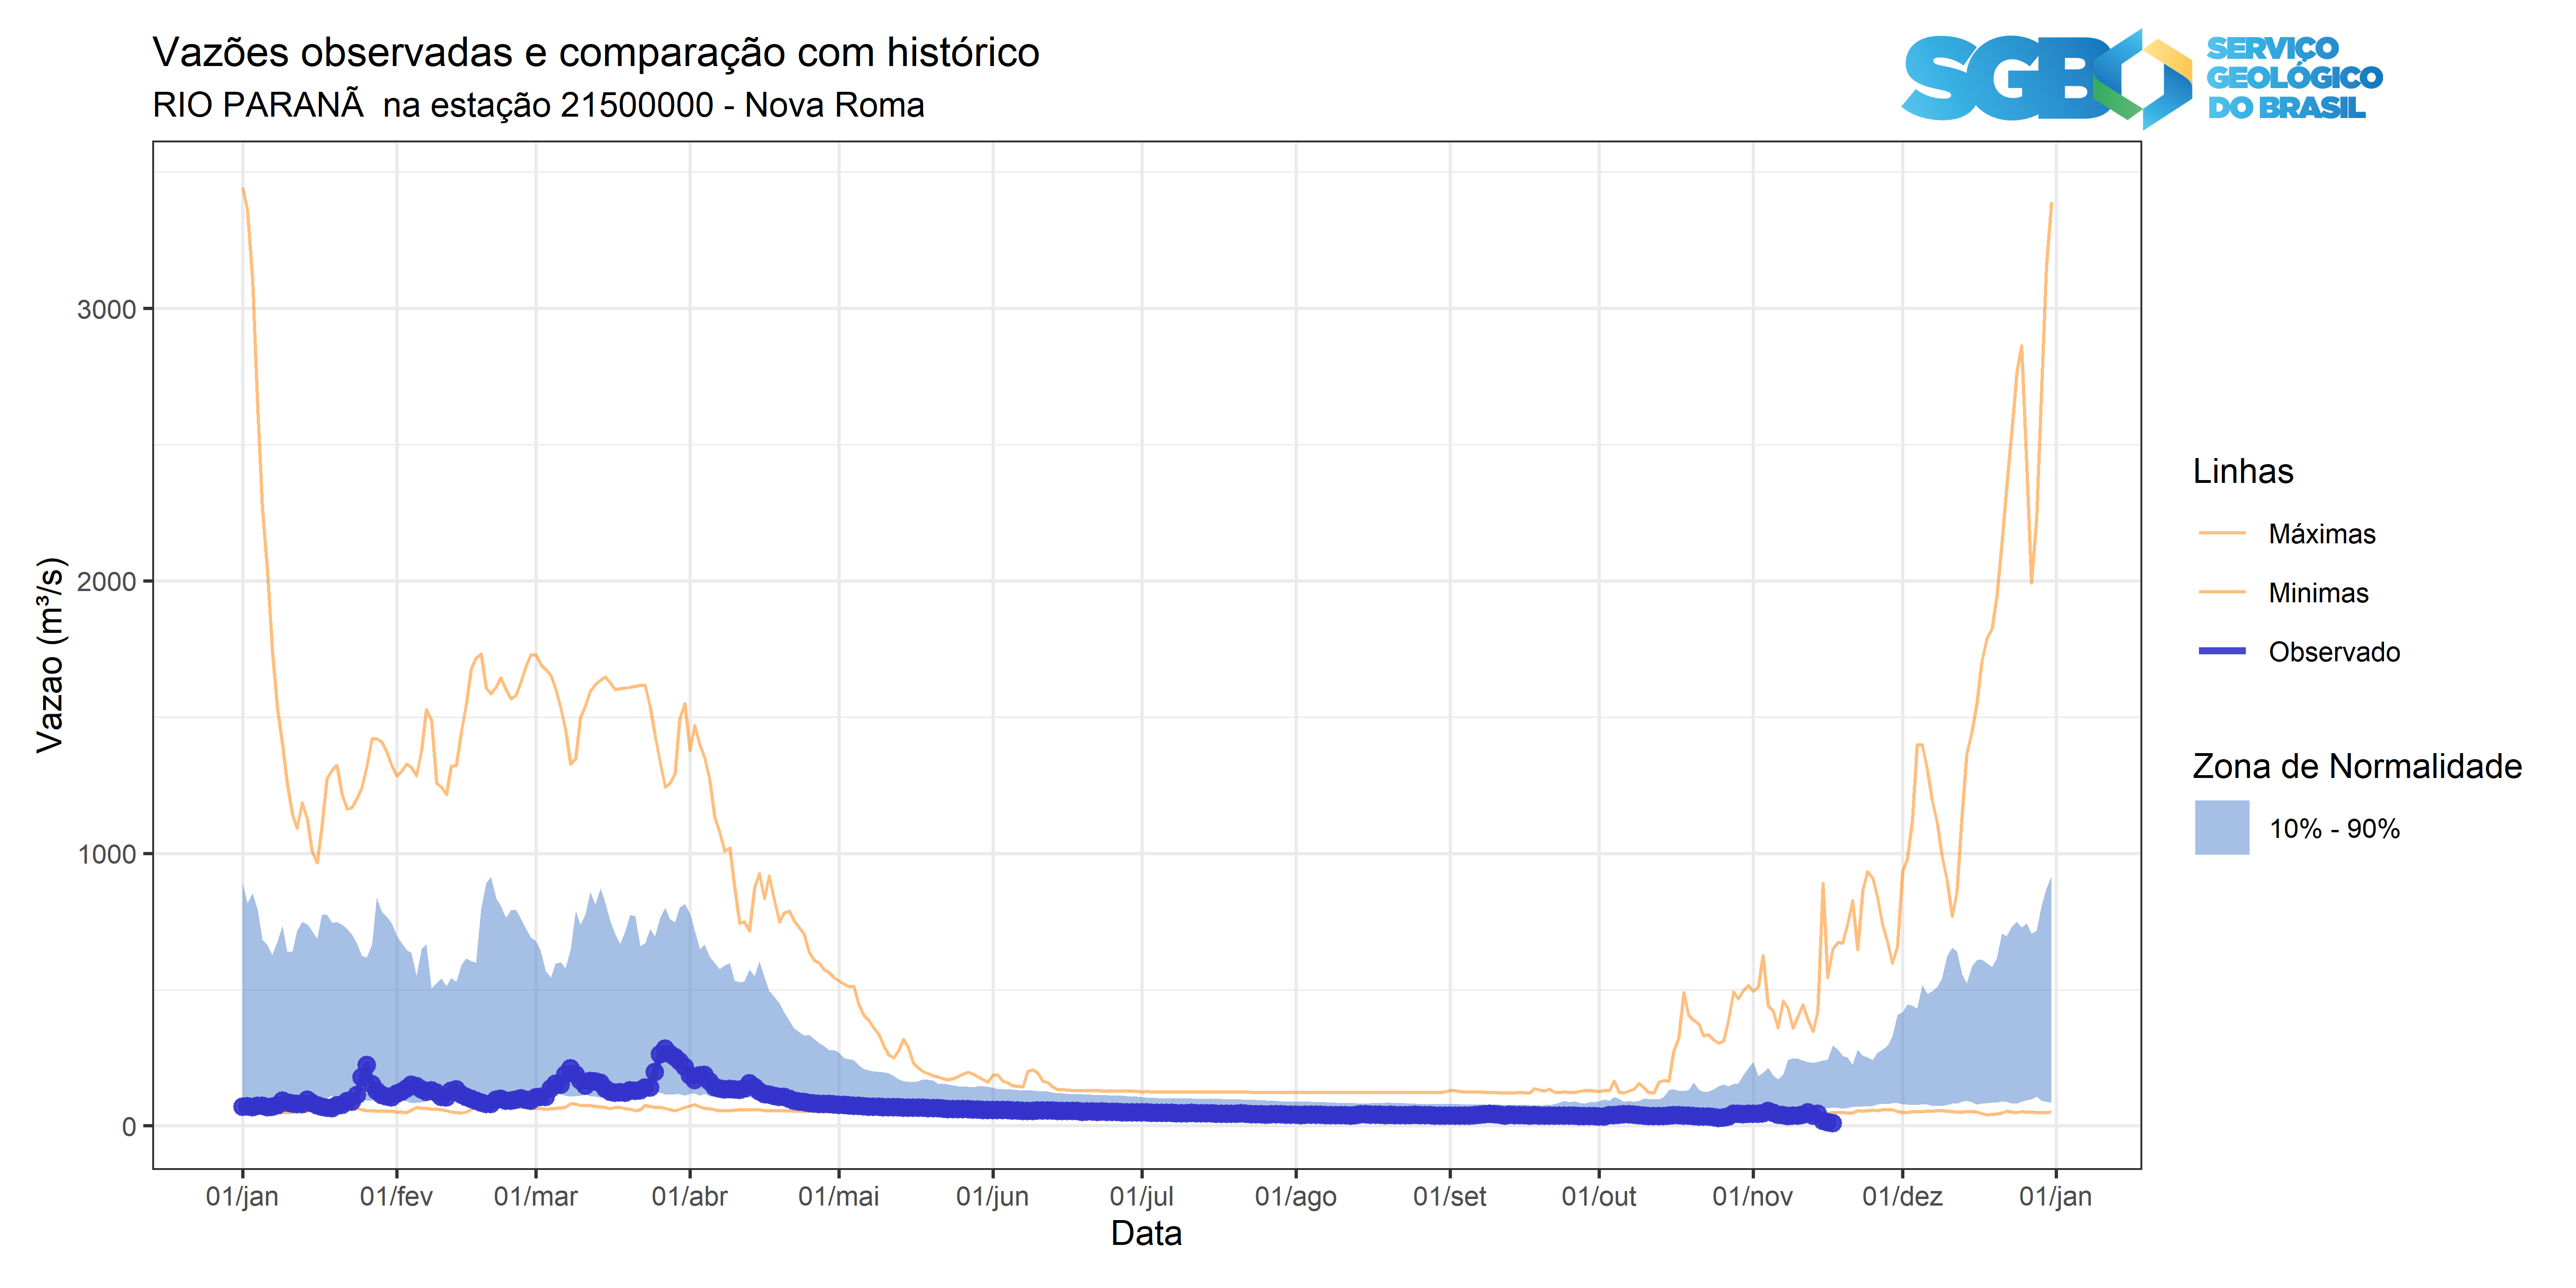 Vazões observadas e comparação com histórico
RIO PARANÃ  na estação 21500000 - Nova Roma
SGB
SERVIÇO
GEOLÓGICO
DO BRASIL
Vazao (m³/s)
3000
2000
1000
0
01/jan 01/fev 01/mar 01/abr 01/mai 01/jun 01/jul 01/ago 01/set 01/out 01/nov 01/dez 01/jan
Data
Linhas
Máximas
Minimas
Observado
Zona de Normalidade
10% - 90%